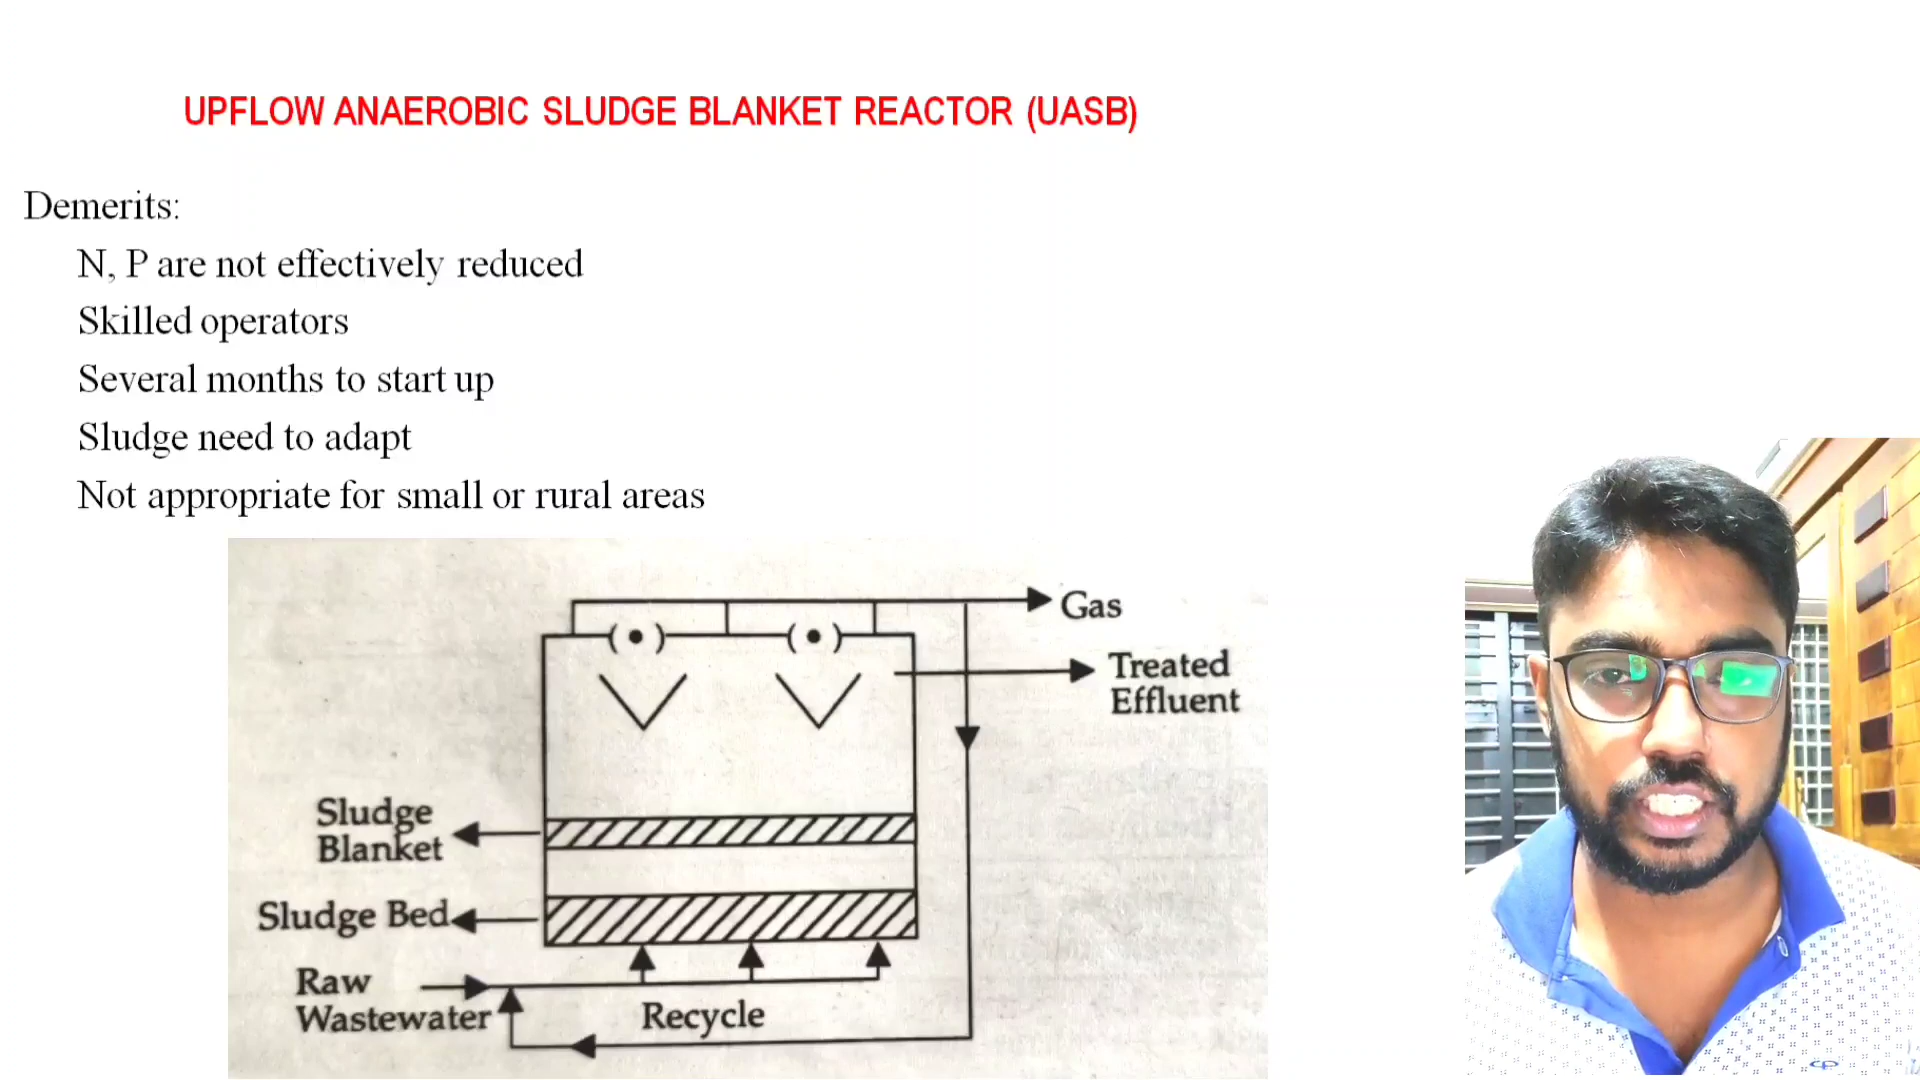 UPFLOW ANAEROBIC SLUDGE BLANKET REACTOR (UASB)
Demerits:
N, P are not effectively reduced
Skilled operators
Several months to start up
Sludge need to adapt
Not appropriate for small or rural areas
Gas
Treated
Effluent
Sludge
Blanket
Sludge Bed
Raw
Wastewater
Recycle